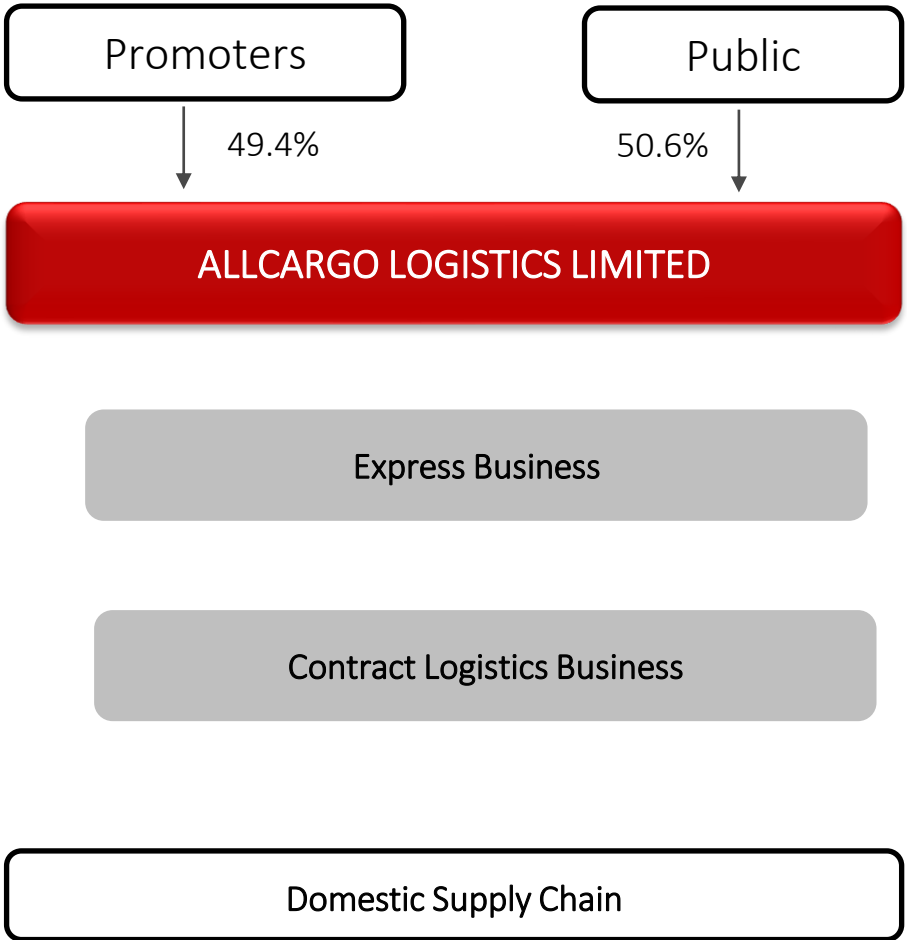 Promoters
Public
49.4%
50.6%
ALLCARGO LOGISTICS LIMITED
Express Business
Contract Logistics Business
Domestic Supply Chain